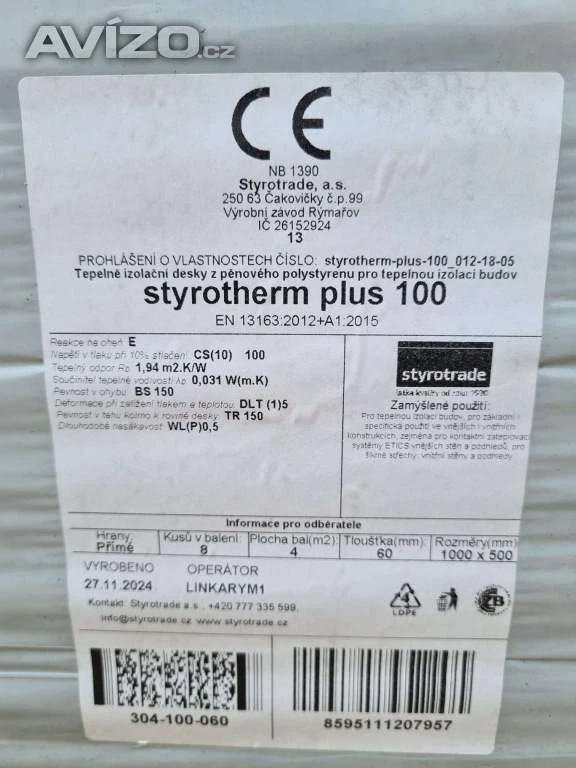 AVÍZO.cz
CE
NB 1390
Styrotrade, a.s.
250 63 Čakovičky č.p.99
Výrobní závod Rýmařov
IČ 26152924
13
PROHLÁŠENÍ O VLASTNOSTECH ČÍSLO: styrotherm-plus-100_012-18-05
Tepelně izolační desky z pěnového polystyrenu pro tepelnou izolaci budov
styrotherm plus 100
EN 13163:2012+A1:2015
Reakce na oheň E
Napětí v tlaku při 10% stlačení CS(10) 100
Tepelný odpor RD 1,94 m2.K/W
Součinitel tepelné vodivosti λD 0,031 W(m.K)
Pevnost v ohybu BS 150
Deformace při zatížení tlakem a teplotou DLT (1)5
Pevnost v tahu kolmo k rovině desky TR 150
Dlouhodobá nasákavost WL(P)0,5
styrotrade
Zamýšlené použití:
Pro tepelnou izolaci budov, pro základní i
specifická použití ve vnějších i vnitřních
konstrukcích, zejména pro kontaktní zateplovací
systémy ETICS vnějších stěn a podhledů, pro
šikmé střechy, vnitřní stěny a podhledy.
Informace pro odběratele
Hrany: Kusů v balení: Plocha bal(m2): Tloušťka(mm): Rozměry(mm):
Přímé 8 4 60 1000 x 500
VYROBENO OPERÁTOR
27.11.2024 LINKARYM1
Kontakt: Styrotrade a.s., +420 777 335 599,
info@styrotrade.cz www.styrotrade.cz
4
LDPE
304-100-060 8595111207957